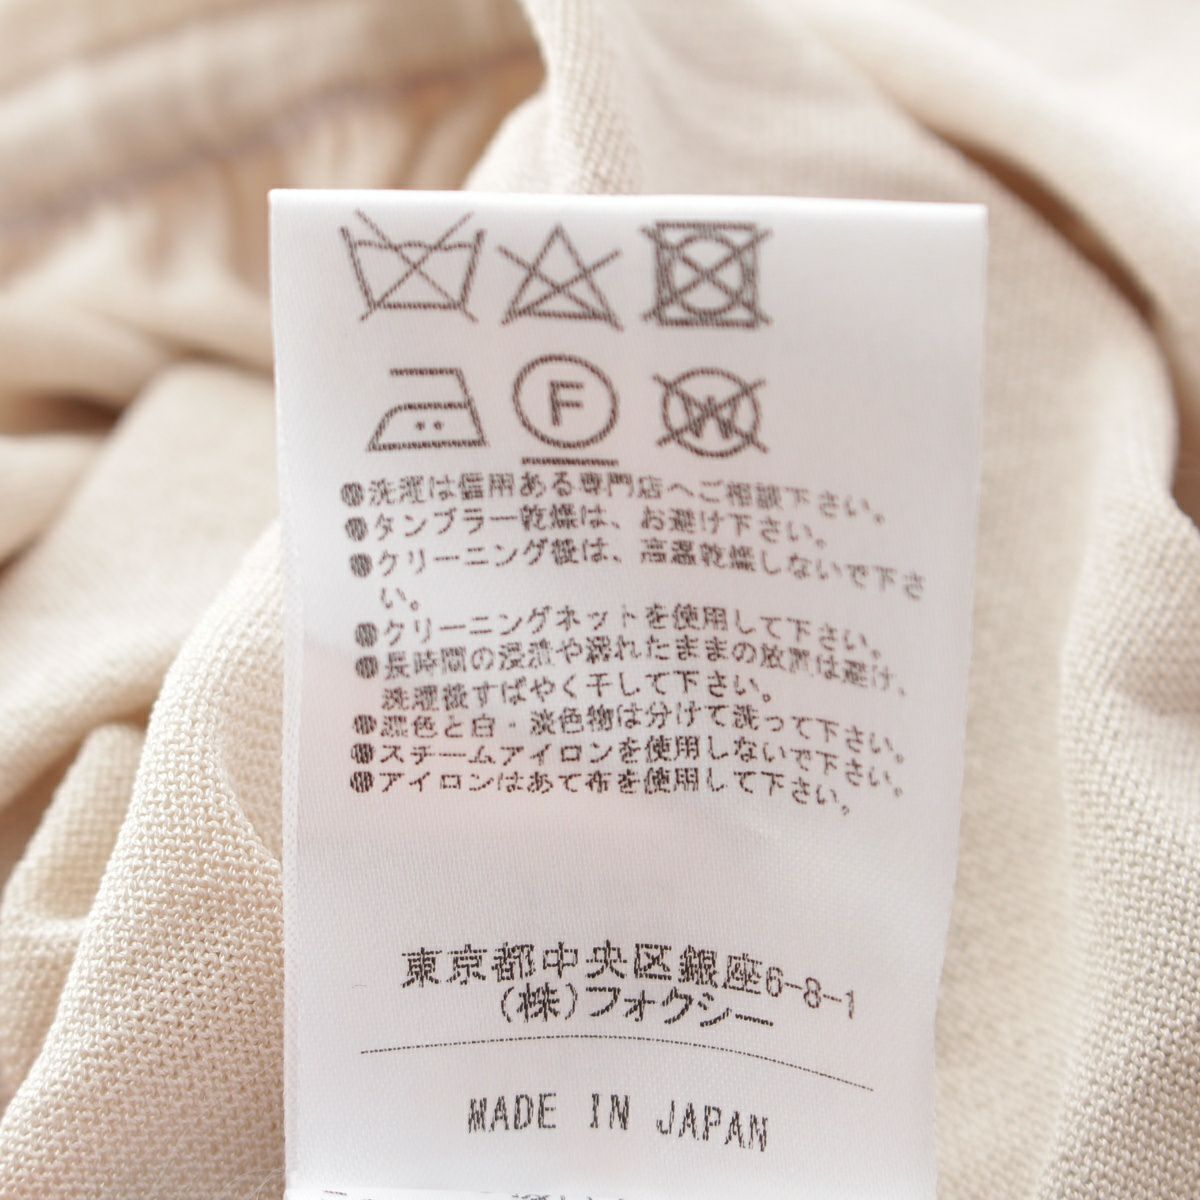 F
W
●洗濯は信用ある専門店へご相談下さい。
●タンブラー乾燥は、お避け下さい。
●クリーニング後は、高温乾燥しないで下さ
い。
●クリーニングネットを使用して下さい。
●長時間の浸漬や濡れたままの放置は避け、
洗濯後すばやく干して下さい。
●濃色と白・淡色物は分けて洗って下さい。
●スチームアイロンを使用しないで下さい。
●アイロンはあて布を使用して下さい。
東京都中央区銀座6-8-1
(株)フォクシー
MADE IN JAPAN